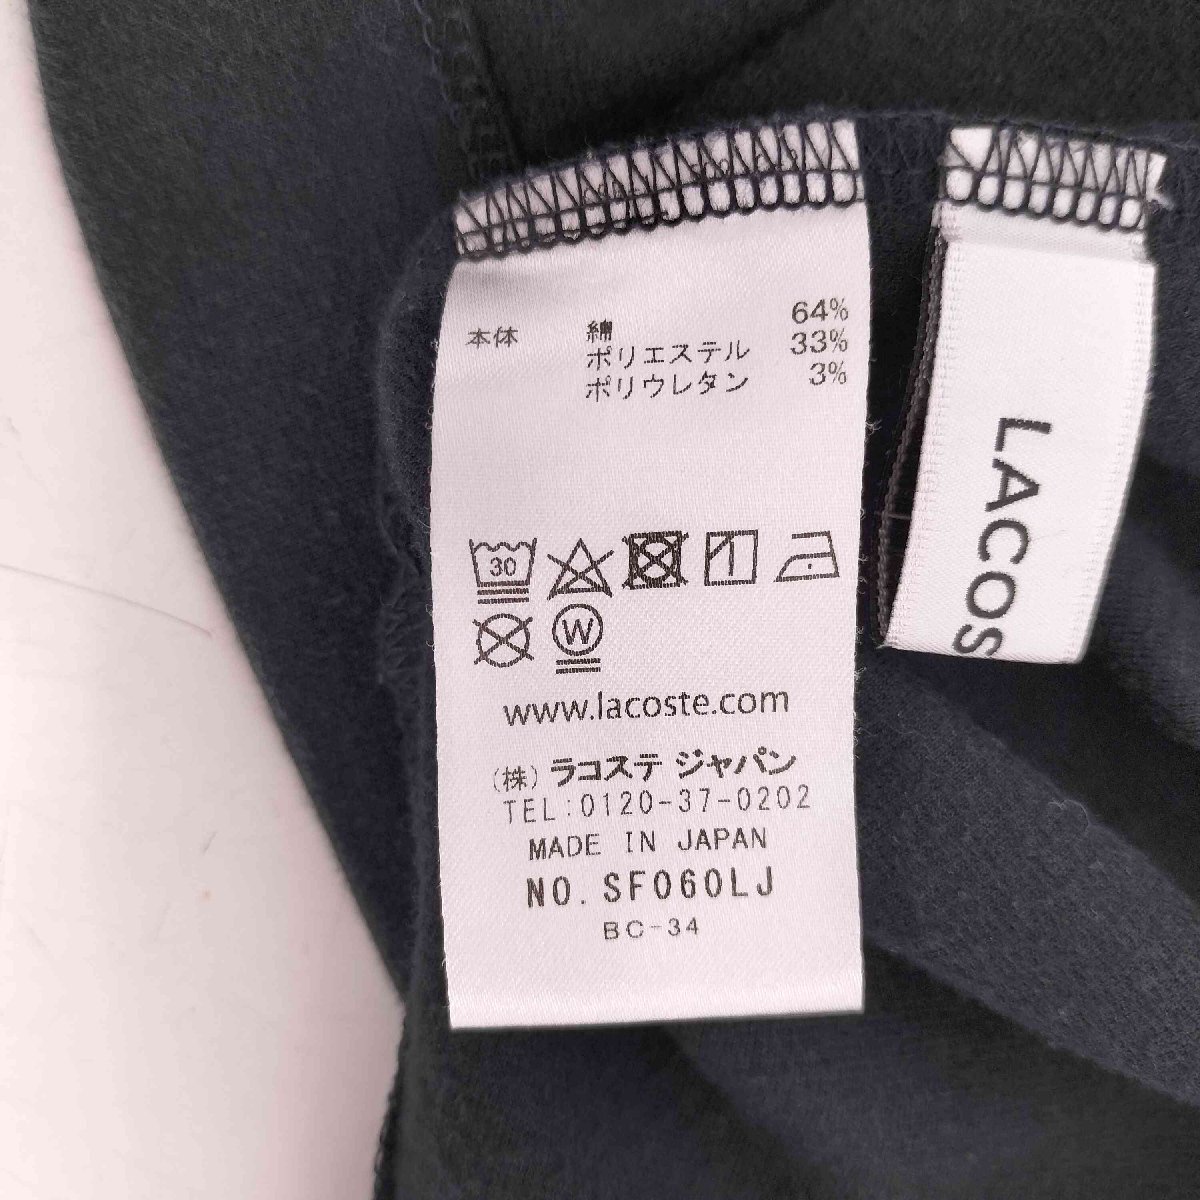 本体 綿 64%
ポリエステル 33%
ポリウレタン 3%
30
W
www.lacoste.com
(株) ラコステ ジャパン
TEL:0120-37-0202
MADE IN JAPAN
NO. SF060LJ
BC-34
LACOS